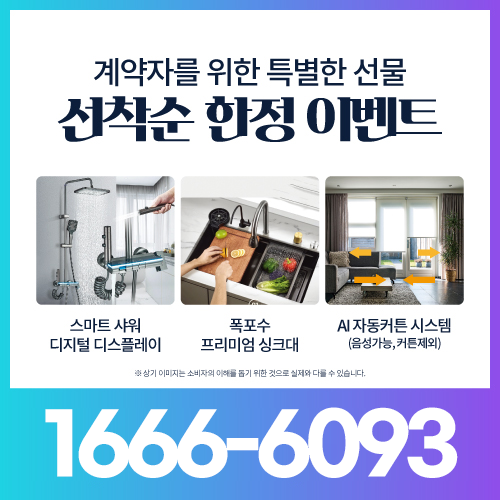 계약자를 위한 특별한 선물
선착순 한정 이벤트
스마트 샤워
디지털 디스플레이
폭포수
프리미엄 싱크대
AI 자동커튼 시스템
(음성가능, 커튼제외)
※ 상기 이미지는 소비자의 이해를 돕기 위한 것으로 실제와 다를 수 있습니다.
1666-6093